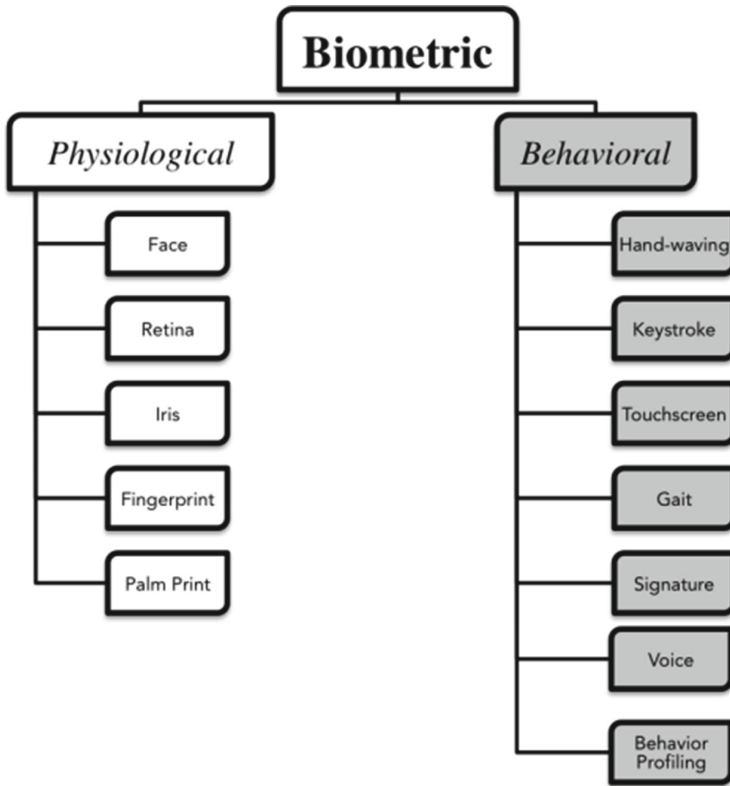 Biometric
Physiological
Face
Retina
Iris
Fingerprint
Palm Print
Behavioral
Hand-waving
Keystroke
Touchscreen
Gait
Signature
Voice
Behavior
Profiling